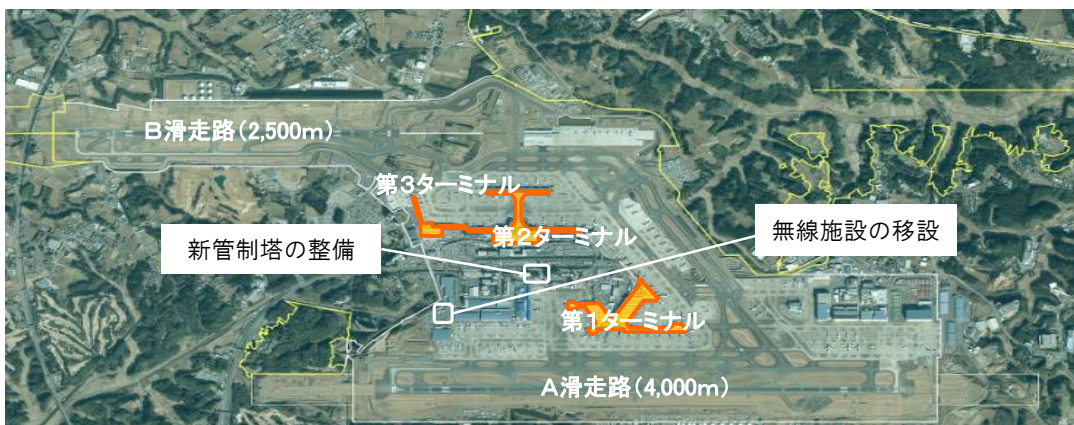 B滑走路(2,500m)
第3ターミナル
第2ターミナル
新管制塔の整備
無線施設の移設
第1ターミナル
A滑走路(4,000m)